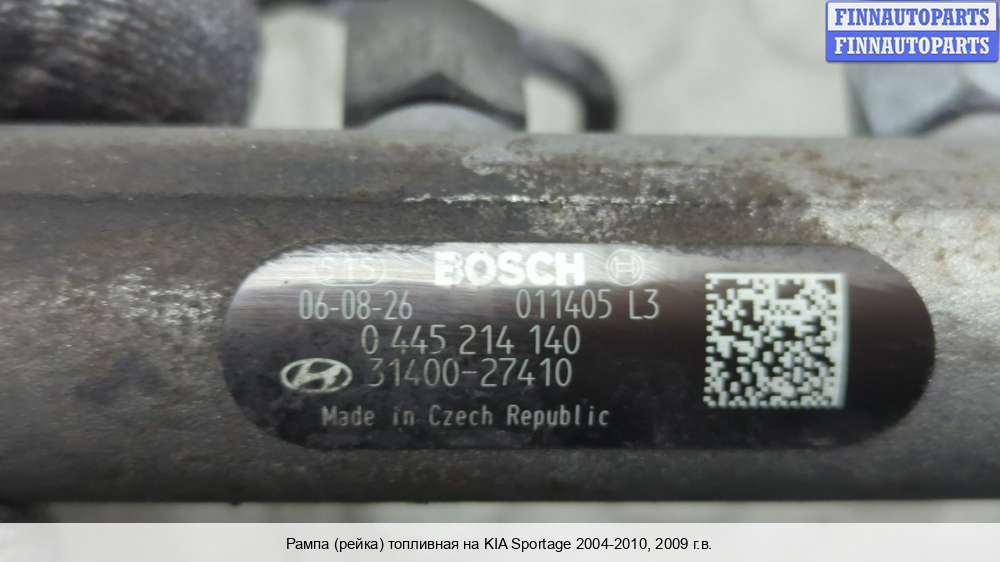 FINNAUTOPARTS
FINNAUTOPARTS
BOSCH
06-08-26 011405 L3
0 445 214 140
31400-27410
Made in Czech Republic
Рампа (рейка) топливная на KIA Sportage 2004-2010, 2009 г.в.